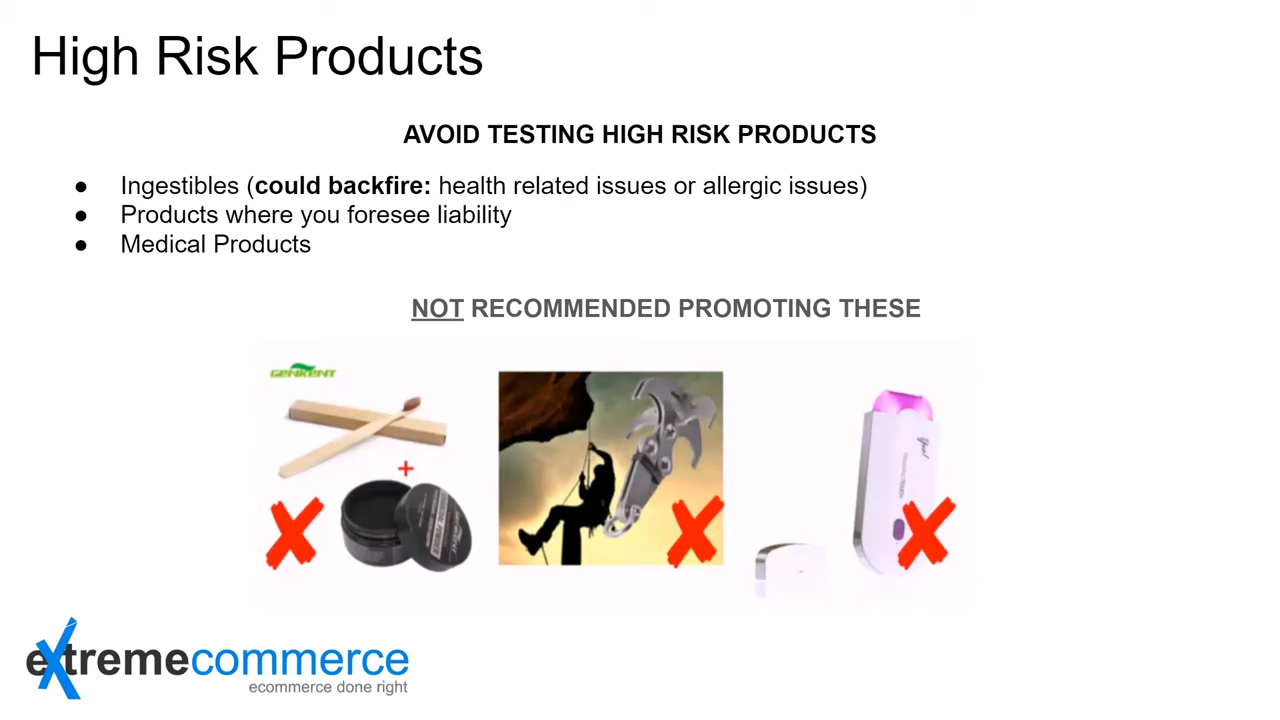 High Risk Products
AVOID TESTING HIGH RISK PRODUCTS
● Ingestibles (could backfire: health related issues or allergic issues)
● Products where you foresee liability
● Medical Products
NOT RECOMMENDED PROMOTING THESE
GENKENT
+
extremecommerce
ecommerce done right